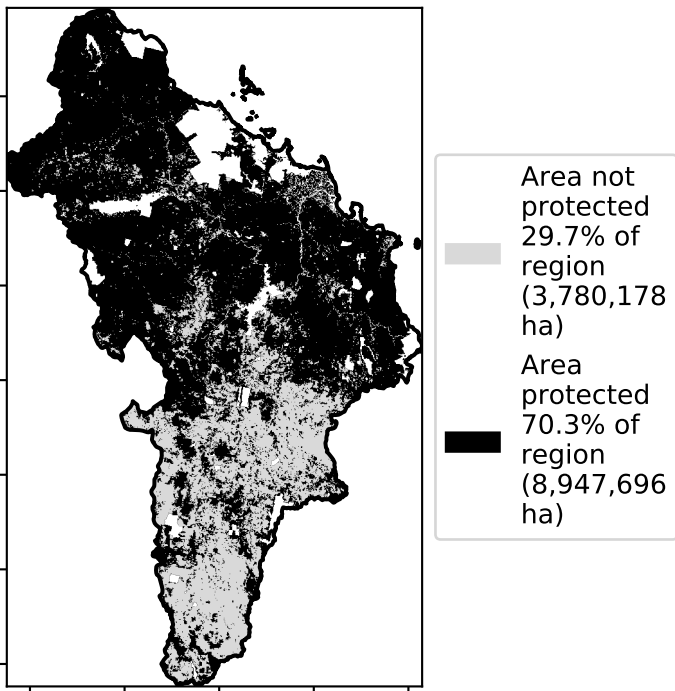 Area not
protected
29.7% of
region
(3,780,178
ha)
Area
protected
70.3% of
region
(8,947,696
ha)